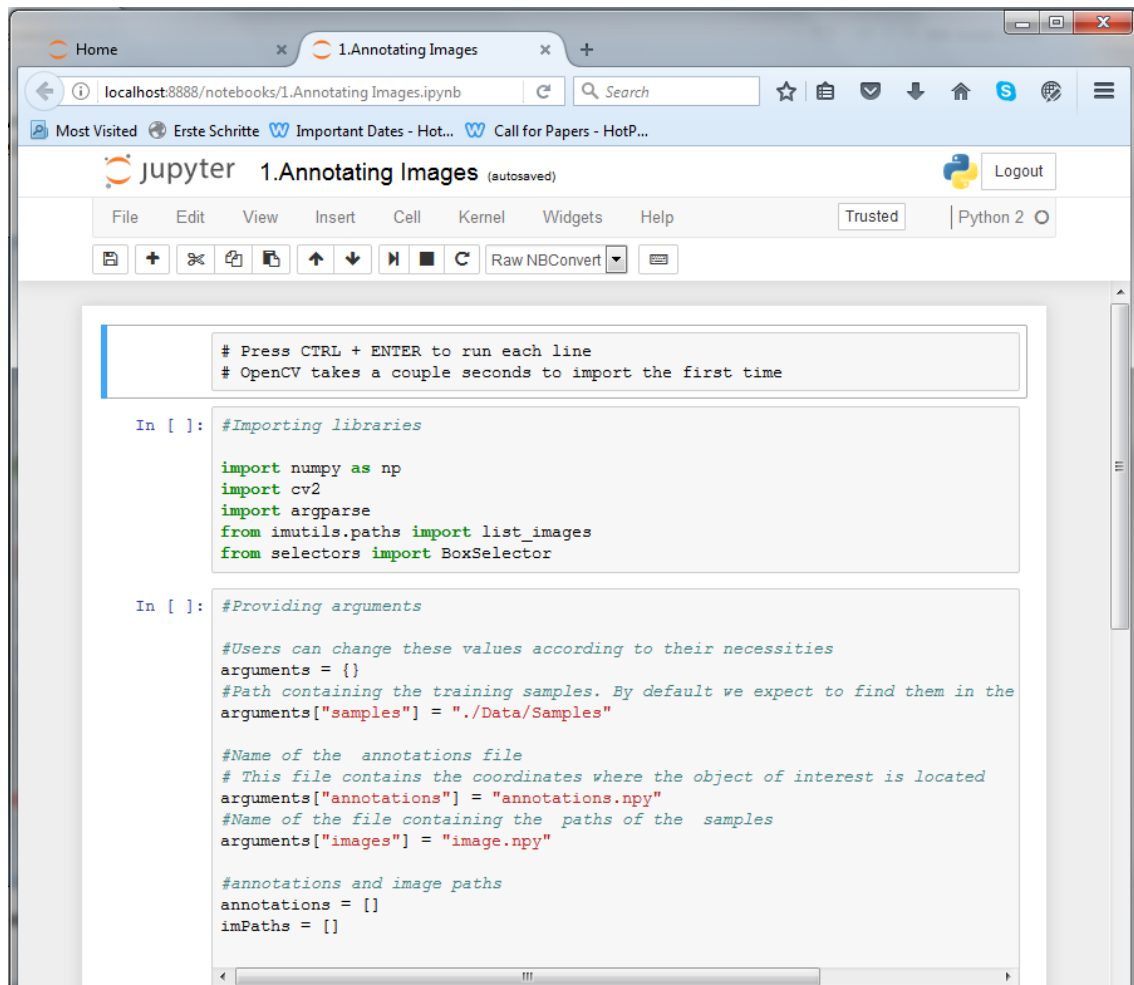 Home
1.Annotating Images
localhost:8888/notebooks/1.Annotating Images.ipynb
Search
Most Visited Erste Schritte Important Dates - Hot... Call for Papers - HotP...
jupyter 1.Annotating Images (autosaved)
Logout
File Edit View Insert Cell Kernel Widgets Help
Trusted
Python 2
Raw NBConvert
# Press CTRL + ENTER to run each line
# OpenCV takes a couple seconds to import the first time
In [ ]: #Importing libraries
import numpy as np
import cv2
import argparse
from imutils.paths import list_images
from selectors import BoxSelector
In [ ]: #Providing arguments
#Users can change these values according to their necessities
arguments = {}
#Path containing the training samples. By default we expect to find them in the
arguments["samples"] = "./Data/Samples"
#Name of the  annotations file
# This file contains the coordinates where the object of interest is located
arguments["annotations"] = "annotations.npy"
#Name of the file containing the  paths of the  samples
arguments["images"] = "image.npy"
#annotations and image paths
annotations = []
imPaths = []